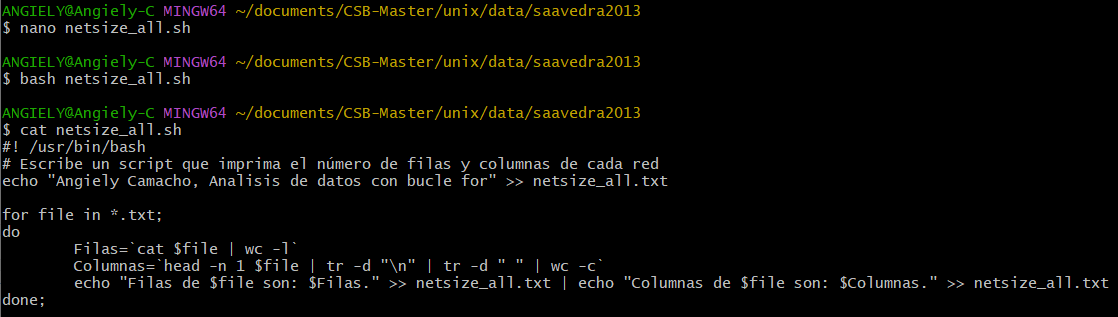 ANGIELY@Angiely-C MINGW64 ~/documents/CSB-Master/unix/data/saavedra2013
$ nano netsize_all.sh
ANGIELY@Angiely-C MINGW64 ~/documents/CSB-Master/unix/data/saavedra2013
$ bash netsize_all.sh
ANGIELY@Angiely-C MINGW64 ~/documents/CSB-Master/unix/data/saavedra2013
$ cat netsize_all.sh
#! /usr/bin/bash
# Escribe un script que imprima el número de filas y columnas de cada red
echo "Angiely Camacho, Analisis de datos con bucle for" >> netsize_all.txt
for file in *.txt;
do
Filas=`cat $file | wc -l`
Columnas=`head -n 1 $file | tr -d "\n" | tr -d " " | wc -c`
echo "Filas de $file son: $Filas." >> netsize_all.txt | echo "Columnas de $file son: $Columnas." >> netsize_all.txt
done;